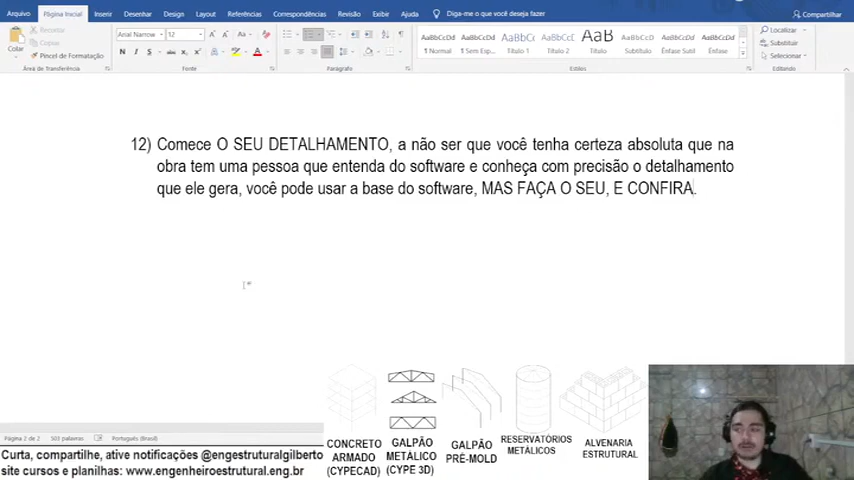 Arquivo Página Inicial Inserir Desenhar Design Layout Referências Correspondências Revisão Exibir Ajuda Diga-me o que você deseja fazer Compartilhar
Colar
Recortar
Copiar
Pincel de Formatação
Área de Transferência
Arial Narrow 12
Fonte
Parágrafo
AaBbCcDd AaBbCcDd AaBbCc AaBbCcC AaB AaBbCcD AaBbCcDd AaBbCcDd
¶ Normal ¶ Sem Esp... Título 1 Título 2 Título Subtítulo Ênfase Sutil Ênfase
Estilos
Localizar
Substituir
Selecionar
Editando
12) Comece O SEU DETALHAMENTO, a não ser que você tenha certeza absoluta que na
obra tem uma pessoa que entenda do software e conheça com precisão o detalhamento
que ele gera, você pode usar a base do software, MAS FAÇA O SEU, E CONFIRA.
Página 2 de 2 503 palavras Português (Brasil)
Curta, compartilhe, ative notificações @engestruturalgilberto
site cursos e planilhas: www.engenheiroestrutural.eng.br
CONCRETO
ARMADO
(CYPECAD)
GALPÃO
METÁLICO
(CYPE 3D)
GALPÃO
PRÉ-MOLD
RESERVATÓRIOS
METÁLICOS
ALVENARIA
ESTRUTURAL